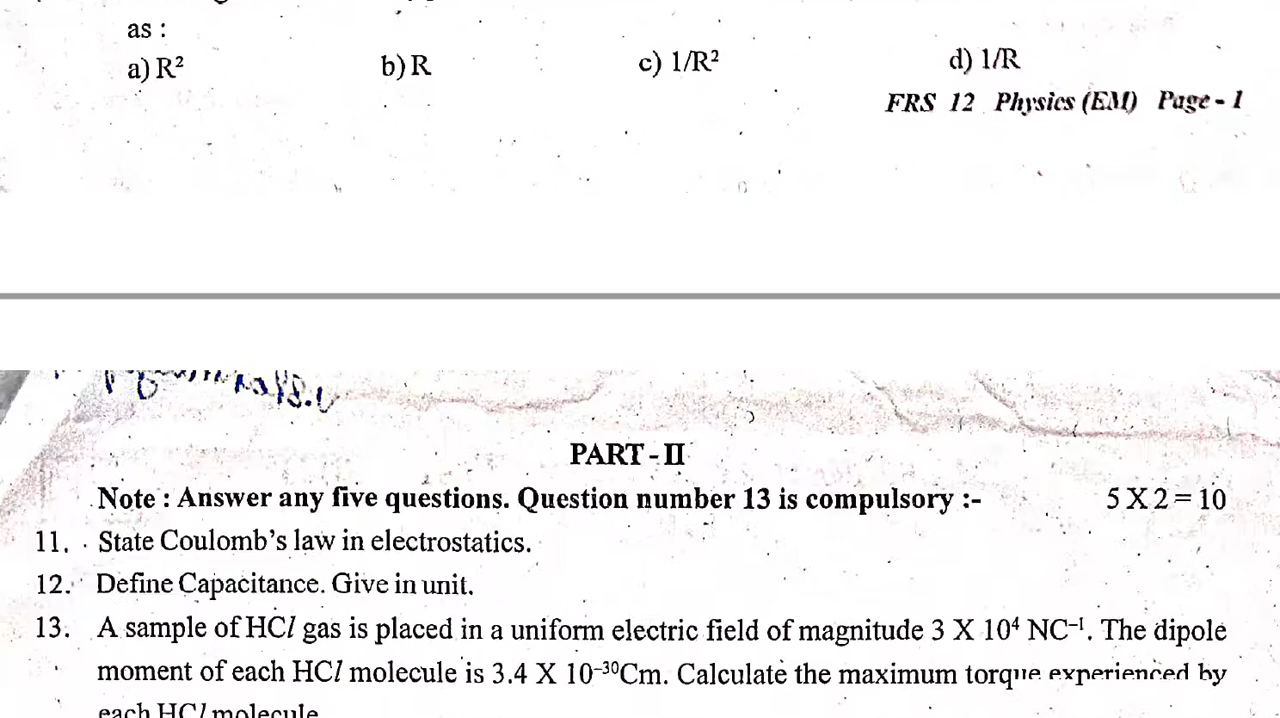 as :
a) R² b) R c) 1/R² d) 1/R
FRS 12 Physics (EM) Page - 1
PART - II
Note : Answer any five questions. Question number 13 is compulsory :- 5 X 2 = 10
11. State Coulomb's law in electrostatics.
12. Define Capacitance. Give in unit.
13. A sample of HCl gas is placed in a uniform electric field of magnitude 3 X 10⁴ NC⁻¹. The dipole
moment of each HCl molecule is 3.4 X 10⁻³⁰Cm. Calculate the maximum torque experienced by
each HCl molecule.